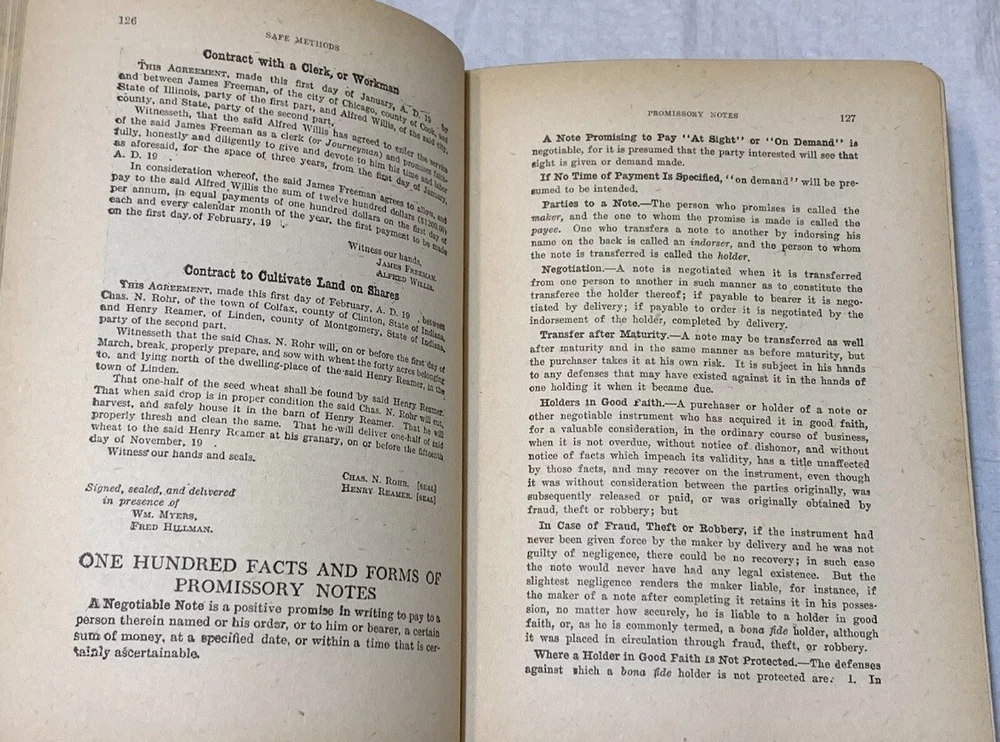 126
SAFE METHODS
Contract with a Clerk, or Workman
THIS AGREEMENT, made this first day of January, A. D. 19 , by
and between James Freeman, of the city of Chicago, county of Cook, and
State of Illinois, party of the first part, and Alfred Willis, of the said city,
county, and State, party of the second part.
Witnesseth, that the said Alfred Willis has agreed to enter the service
of the said James Freeman as a clerk (or Journeyman) and promises faith-
fully, honestly and diligently to give and devote to him his time and labor
as aforesaid, for the space of three years, from the first day of January,
A. D. 19 .
In consideration whereof, the said James Freeman agrees to allow, and
pay to the said Alfred Willis the sum of twelve hundred dollars ($1200.00)
per annum, in equal payments of one hundred dollars on the first day of
each and every calendar month of the year, the first payment to be made
on the first day of February, 19 .
Witness our hands,
JAMES FREEMAN.
ALFRED WILLIS.
Contract to Cultivate Land on Shares
THIS AGREEMENT, made this first day of February, A. D. 19 , between
Chas. N. Rohr, of the town of Colfax, county of Clinton, State of Indiana,
and Henry Reamer, of Linden, county of Montgomery, State of Indiana,
party of the second part.
Witnesseth that the said Chas. N. Rohr will, on or before the first day of
March, break, properly prepare, and sow with wheat the forty acres belonging
to, and lying north of the dwelling-place of the said Henry Reamer, in the
town of Linden.
That one-half of the seed wheat shall be found by said Henry Reamer.
That when said crop is in proper condition the said Chas. N. Rohr will cut,
harvest, and safely house it in the barn of Henry Reamer. That he will
properly thresh and clean the same. That he will deliver one-half of said
wheat to the said Henry Reamer at his granary, on or before the fifteenth
day of November, 19 .
Witness our hands and seals.
CHAS. N. ROHR. [SEAL]
HENRY REAMER. [SEAL]
Signed, sealed, and delivered
in presence of
WM. MYERS,
FRED HILLMAN.
ONE HUNDRED FACTS AND FORMS OF
PROMISSORY NOTES
A Negotiable Note is a positive promise in writing to pay to a
person therein named or his order, or to him or bearer, a certain
sum of money, at a specified date, or within a time that is cer-
tainly ascertainable.
PROMISSORY NOTES 127
A Note Promising to Pay "At Sight" or "On Demand" is
negotiable, for it is presumed that the party interested will see that
sight is given or demand made.
If No Time of Payment Is Specified, "on demand" will be pre-
sumed to be intended.
Parties to a Note.—The person who promises is called the
maker, and the one to whom the promise is made is called the
payee. One who transfers a note to another by indorsing his
name on the back is called an indorser, and the person to whom
the note is transferred is called the holder.
Negotiation.—A note is negotiated when it is transferred
from one person to another in such manner as to constitute the
transferee the holder thereof; if payable to bearer it is nego-
tiated by delivery; if payable to order it is negotiated by the
indorsement of the holder, completed by delivery.
Transfer after Maturity.—A note may be transferred as well
after maturity and in the same manner as before maturity, but
the purchaser takes it at his own risk. It is subject in his hands
to any defenses that may have existed against it in the hands of
one holding it when it became due.
Holders in Good Faith.—A purchaser or holder of a note or
other negotiable instrument who has acquired it in good faith,
for a valuable consideration, in the ordinary course of business,
when it is not overdue, without notice of dishonor, and without
notice of facts which impeach its validity, has a title unaffected
by those facts, and may recover on the instrument, even though
it was without consideration between the parties originally, was
subsequently released or paid, or was originally obtained by
fraud, theft or robbery; but
In Case of Fraud, Theft or Robbery, if the instrument had
never been given force by the maker by delivery and he was not
guilty of negligence, there could be no recovery; in such case
the note would never have had any legal existence. But the
slightest negligence renders the maker liable, for instance, if
the maker of a note after completing it retains it in his posses-
sion, no matter how securely, he is liable to a holder in good
faith, or, as he is commonly termed, a bona fide holder, although
it was placed in circulation through fraud, theft, or robbery.
Where a Holder in Good Faith Is Not Protected.—The defenses
against which a bona fide holder is not protected are: 1. In